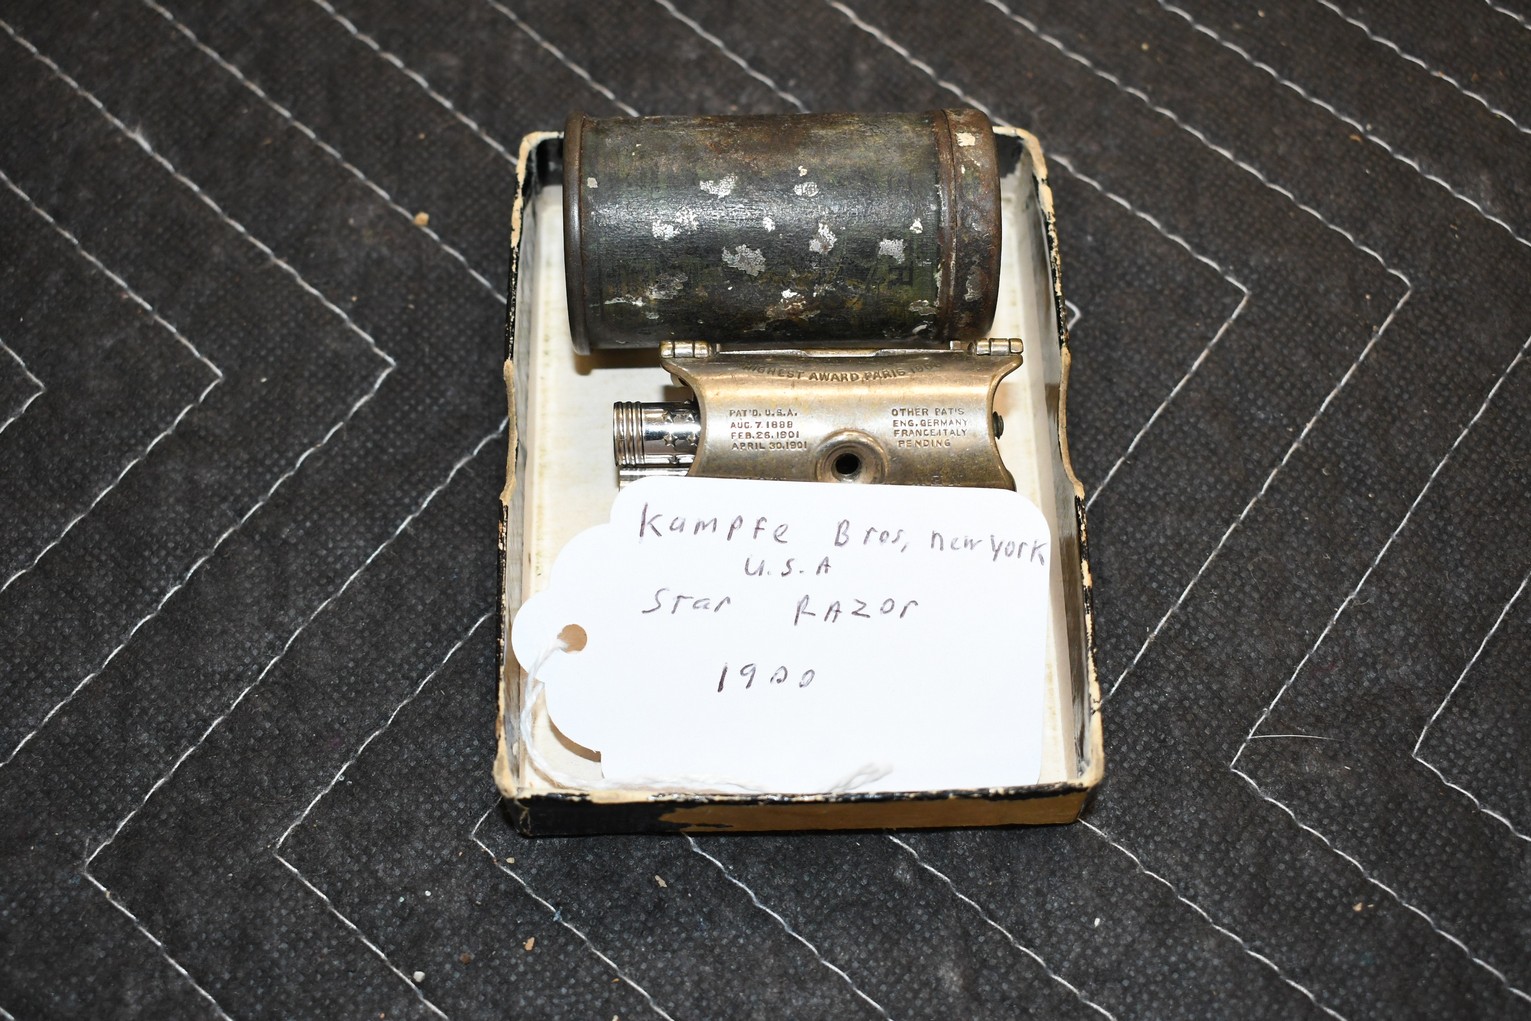 HIGHEST AWARD, PARIS, 1900
PAT'D. U.S.A.
AUG. 7. 1888
FEB. 26. 1901
APRIL 30. 1901
OTHER PAT'S
ENG. GERMANY
FRANCE ITALY
PENDING
Kampfe Bros, new york
U.S.A
Star RAZor
1900